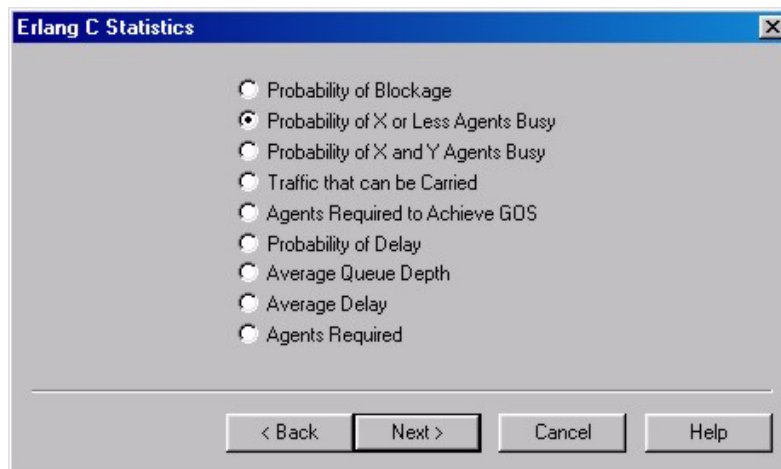 Erlang C Statistics
Probability of Blockage
Probability of X or Less Agents Busy
Probability of X and Y Agents Busy
Traffic that can be Carried
Agents Required to Achieve GOS
Probability of Delay
Average Queue Depth
Average Delay
Agents Required
< Back Next > Cancel Help